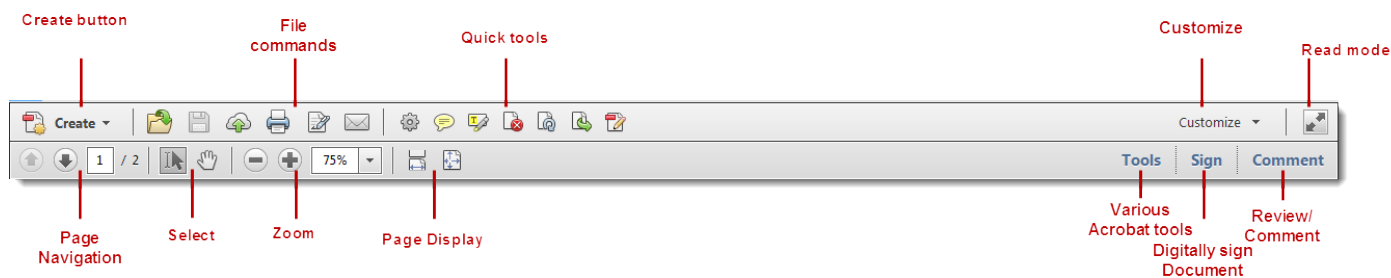 Create button
File
commands
Quick tools
Customize
Read mode
Create
Customize
1 / 2
75%
Tools
Sign
Comment
Page
Navigation
Select
Zoom
Page Display
Various
Acrobat tools
Digitally sign
Document
Review/
Comment